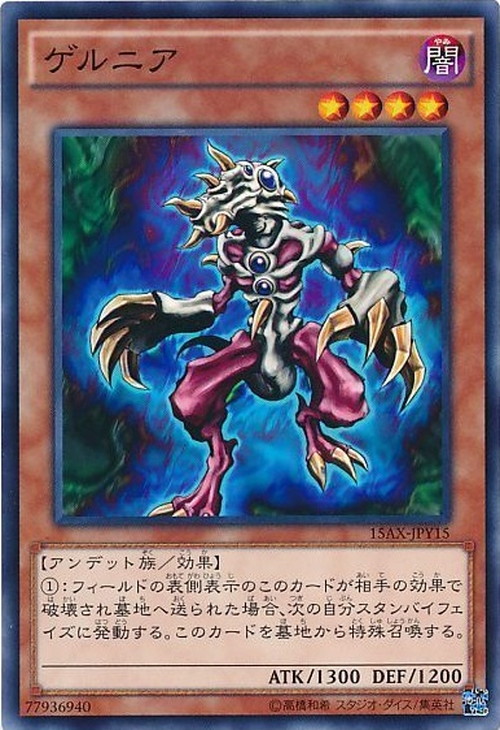 ゲルニア
闇
15AX-JPY15
【アンデット族／効果】
①：フィールドの表側表示のこのカードが相手の効果で
破壊され墓地へ送られた場合、次の自分スタンバイフェ
イズに発動する。このカードを墓地から特殊召喚する。
ATK/1300 DEF/1200
77936940
©高橋和希 スタジオ・ダイス/集英社